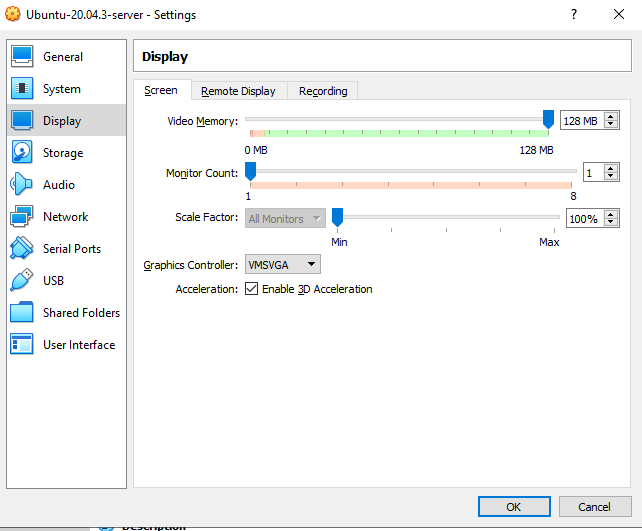 Ubuntu-20.04.3-server - Settings
?
General
System
Display
Storage
Audio
Network
Serial Ports
USB
Shared Folders
User Interface
Display
Screen
Remote Display
Recording
Video Memory:
128 MB
0 MB
128 MB
Monitor Count:
1
1
8
Scale Factor:
All Monitors
100%
Min
Max
Graphics Controller:
VMSVGA
Acceleration:
Enable 3D Acceleration
OK
Cancel
Description